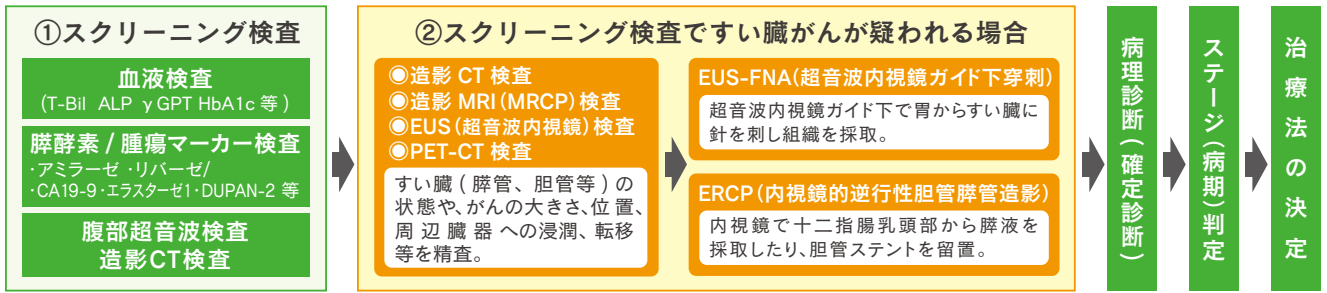 ①スクリーニング検査
血液検査
(T-Bil ALP γGPT HbA1c 等)
膵酵素/腫瘍マーカー検査
・アミラーゼ ・リバーゼ/
・CA19-9・エラスターゼ1・DUPAN-2 等
腹部超音波検査
造影CT検査
②スクリーニング検査ですい臓がんが疑われる場合
◉造影 CT 検査
◉造影 MRI(MRCP)検査
◉EUS(超音波内視鏡)検査
◉PET-CT 検査
すい臓(膵管、胆管等)の
状態や、がんの大きさ、位置、
周辺臓器への浸潤、転移
等を精査。
EUS-FNA(超音波内視鏡ガイド下穿刺)
超音波内視鏡ガイド下で胃からすい臓に
針を刺し組織を採取。
ERCP(内視鏡的逆行性胆管膵管造影)
内視鏡で十二指腸乳頭部から膵液を
採取したり、胆管ステントを留置。
病理診断(確定診断)
ステージ(病期)判定
治療法の決定